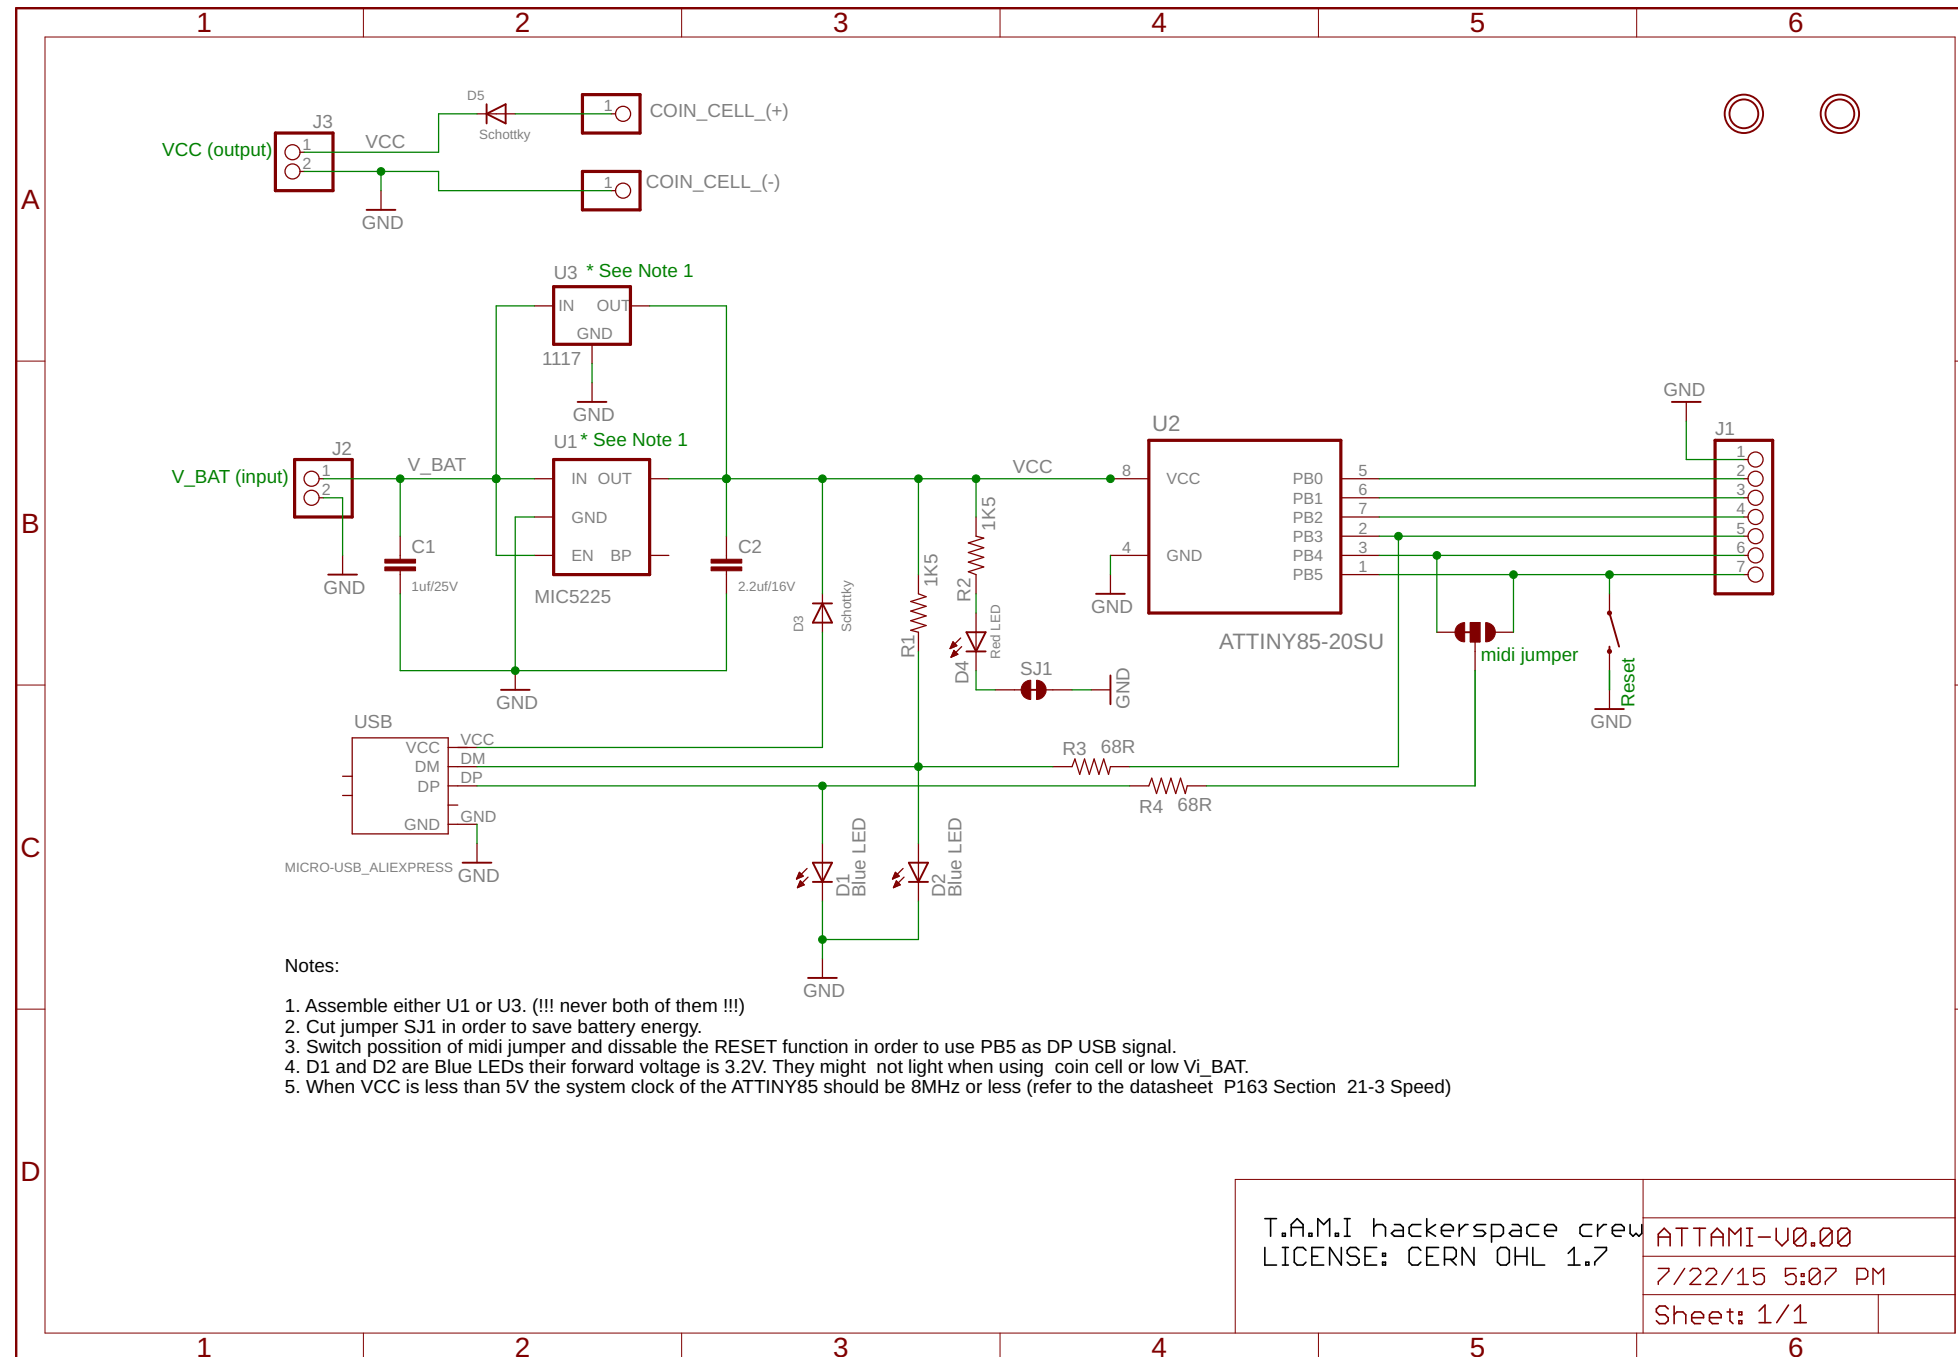 1 2 3 4 5 6
A
B
C
D
D5
Schottky
1 COIN_CELL_(+)
J3
VCC (output)
1
2
VCC
1 COIN_CELL_(-)
GND
U3 * See Note 1
IN OUT
GND
1117
GND
U1 * See Note 1
J2
V_BAT (input)
1
2
V_BAT
IN OUT
GND
EN BP
MIC5225
GND
C1
1uf/25V
C2
2.2uf/16V
GND
D3
Schottky
R1
1K5
R2
1K5
D4
Red LED
SJ1
GND
VCC
U2
8 VCC
4 GND
GND
PB0 5
PB1 6
PB2 7
PB3 2
PB4 3
PB5 1
ATTINY85-20SU
GND
J1
1
2
3
4
5
6
7
midi jumper
Reset
GND
USB
VCC VCC
DM DM
DP DP
GND GND
MICRO-USB_ALIEXPRESS
GND
R3 68R
R4 68R
D1
Blue LED
D2
Blue LED
GND
Notes:
1. Assemble either U1 or U3. (!!! never both of them !!!)
2. Cut jumper SJ1 in order to save battery energy.
3. Switch possition of midi jumper and dissable the RESET function in order to use PB5 as DP USB signal.
4. D1 and D2 are Blue LEDs their forward voltage is 3.2V. They might  not light when using  coin cell or low Vi_BAT.
5. When VCC is less than 5V the system clock of the ATTINY85 should be 8MHz or less (refer to the datasheet  P163 Section  21-3 Speed)
T.A.M.I hackerspace crew
LICENSE: CERN OHL 1.7
ATTAMI-V0.00
7/22/15 5:07 PM
Sheet: 1/1
1 2 3 4 5 6